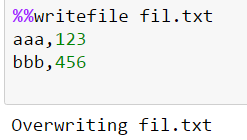 %%writefile fil.txt
aaa,123
bbb,456
Overwriting fil.txt